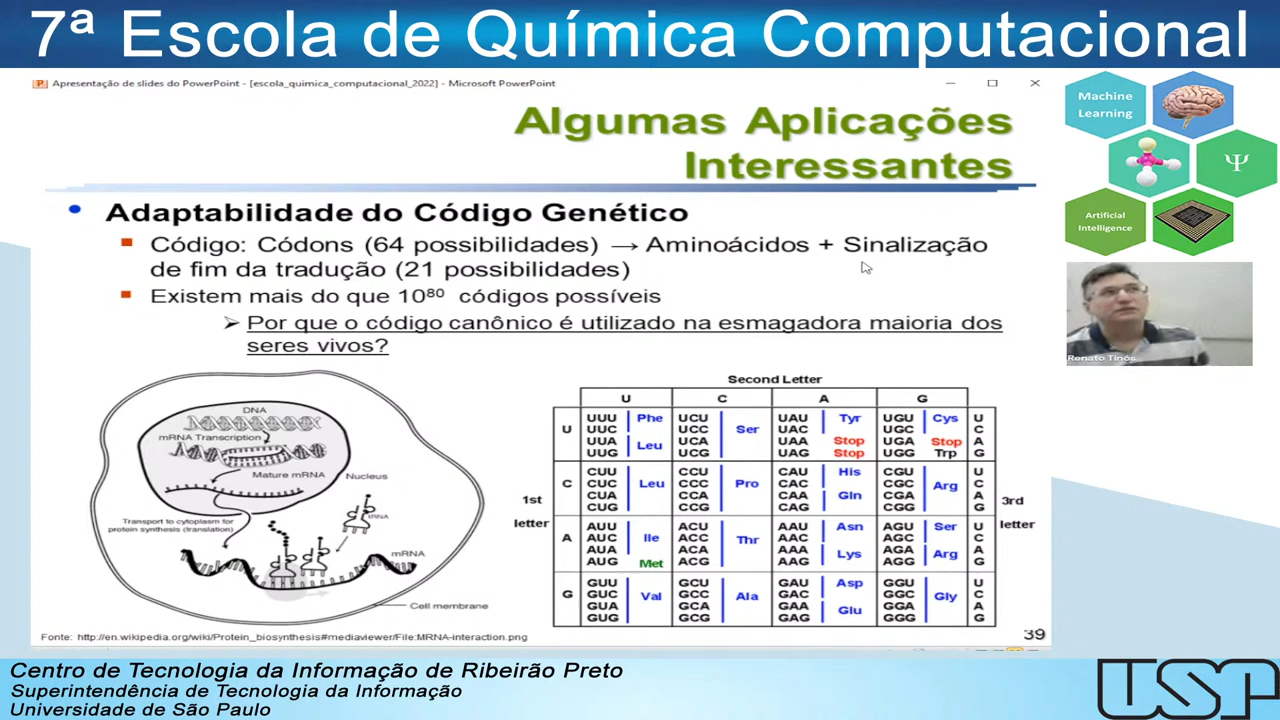 7ª Escola de Química Computacional
Apresentação de slides do PowerPoint - [escola_quimica_computacional_2022] - Microsoft PowerPoint
Algumas Aplicações
Interessantes
Machine
Learning
Ψ
Artificial
Intelligence
Renato Tinós
• Adaptabilidade do Código Genético
Código: Códons (64 possibilidades) → Aminoácidos + Sinalização
de fim da tradução (21 possibilidades)
Existem mais do que 10⁸⁰ códigos possíveis
➢ Por que o código canônico é utilizado na esmagadora maioria dos
seres vivos?
DNA
mRNA Transcription
Mature mRNA
Nucleus
Transport to cytoplasm for
protein synthesis (translation)
tRNA
mRNA
Cell membrane
Second Letter
U C A G
1st
letter
3rd
letter
U
UUU Phe UCU Ser UAU Tyr UGU Cys U
UUC UCC UAC UGC C
UUA Leu UCA UAA Stop UGA Stop A
UUG UCG UAG Stop UGG Trp G
C
CUU Leu CCU Pro CAU His CGU Arg U
CUC CCC CAC CGC C
CUA CCA CAA Gln CGA A
CUG CCG CAG CGG G
A
AUU Ile ACU Thr AAU Asn AGU Ser U
AUC ACC AAC AGC C
AUA ACA AAA Lys AGA Arg A
AUG Met ACG AAG AGG G
G
GUU Val GCU Ala GAU Asp GGU Gly U
GUC GCC GAC GGC C
GUA GCA GAA Glu GGA A
GUG GCG GAG GGG G
Fonte: http://en.wikipedia.org/wiki/Protein_biosynthesis#mediaviewer/File:MRNA-interaction.png
39
Centro de Tecnologia da Informação de Ribeirão Preto
Superintendência de Tecnologia da Informação
Universidade de São Paulo
USP